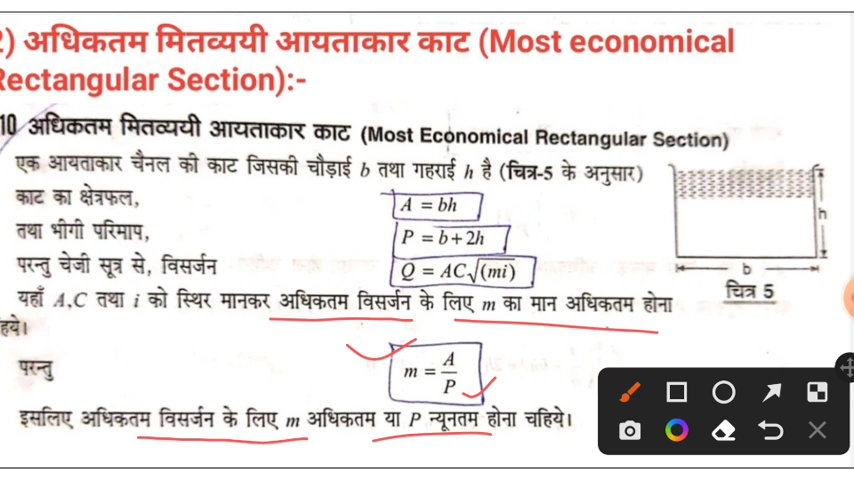 2) अधिकतम मितव्ययी आयताकार काट (Most economical
Rectangular Section):-
10 अधिकतम मितव्ययी आयताकार काट (Most Economical Rectangular Section)
एक आयताकार चैनल की काट जिसकी चौड़ाई b तथा गहराई h है (चित्र-5 के अनुसार)
काट का क्षेत्रफल,
A = bh
तथा भीगी परिमाप,
P = b+2h
परन्तु चेजी सूत्र से, विसर्जन
Q = AC√(mi)
h
b
चित्र 5
यहाँ A,C तथा i को स्थिर मानकर अधिकतम विसर्जन के लिए m का मान अधिकतम होना
हिये।
परन्तु
m = A/P
इसलिए अधिकतम विसर्जन के लिए m अधिकतम या P न्यूनतम होना चहिये।